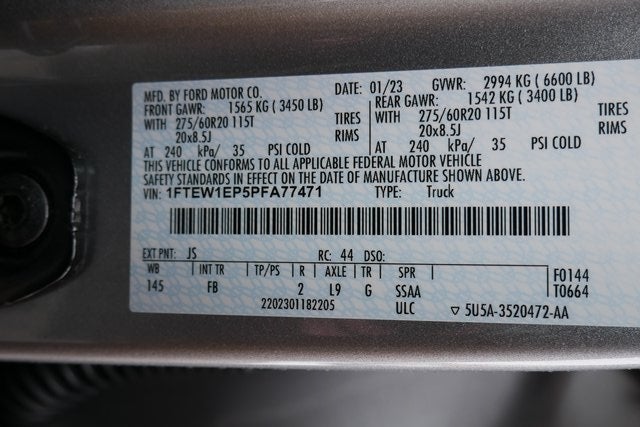 MFD. BY FORD MOTOR CO. DATE: 01/23 GVWR: 2994 KG ( 6600 LB)
FRONT GAWR: 1565 KG ( 3450 LB) REAR GAWR: 1542 KG ( 3400 LB)
WITH 275/60R20 115T TIRES WITH 275/60R20 115T TIRES
20x8.5J RIMS 20x8.5J RIMS
AT 240 kPa/ 35 PSI COLD AT 240 kPa/ 35 PSI COLD
THIS VEHICLE CONFORMS TO ALL APPLICABLE FEDERAL MOTOR VEHICLE
SAFETY STANDARDS IN EFFECT ON THE DATE OF MANUFACTURE SHOWN ABOVE.
VIN: 1FTEW1EP5PFA77471 TYPE: Truck
EXT PNT: JS RC: 44 DSO:
WB INT TR TP/PS R AXLE TR SPR F0144
145 FB 2 L9 G SSAA T0664
2202301182205 ULC ▽ 5U5A-3520472-AA